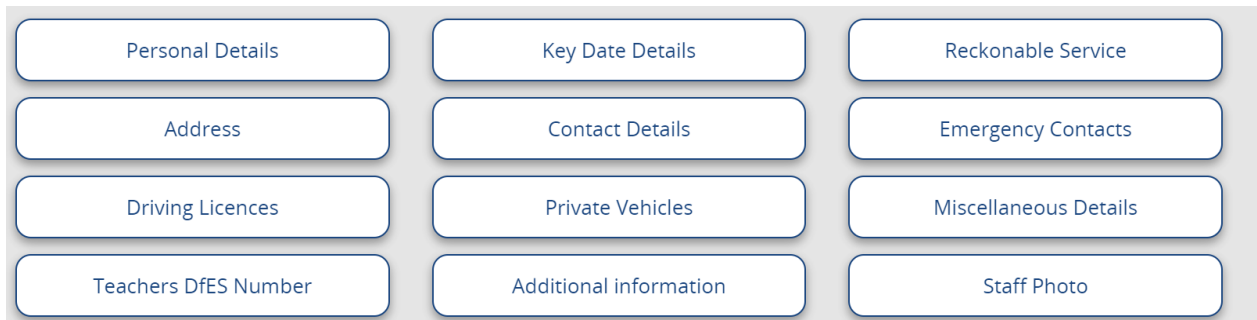 Personal Details
Key Date Details
Reckonable Service
Address
Contact Details
Emergency Contacts
Driving Licences
Private Vehicles
Miscellaneous Details
Teachers DfES Number
Additional information
Staff Photo